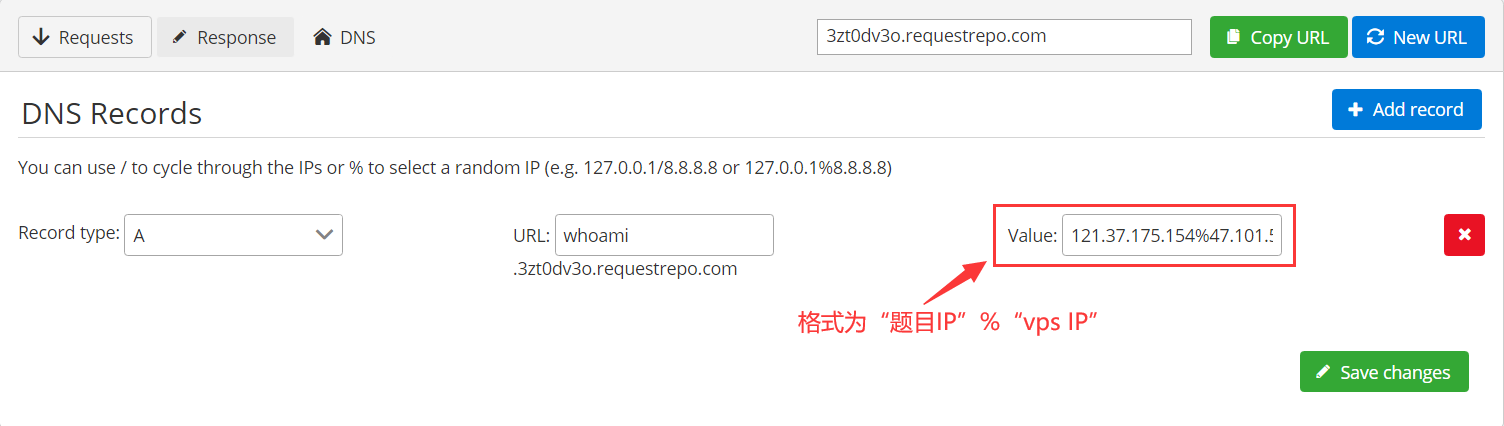 Requests Response DNS 3zt0dv3o.requestrepo.com Copy URL New URL
DNS Records Add record
You can use / to cycle through the IPs or % to select a random IP (e.g. 127.0.0.1/8.8.8.8 or 127.0.0.1%8.8.8.8)
Record type: A URL: whoami Value: 121.37.175.154%47.101.5
.3zt0dv3o.requestrepo.com
格式为“题目IP”%“vps IP”
Save changes